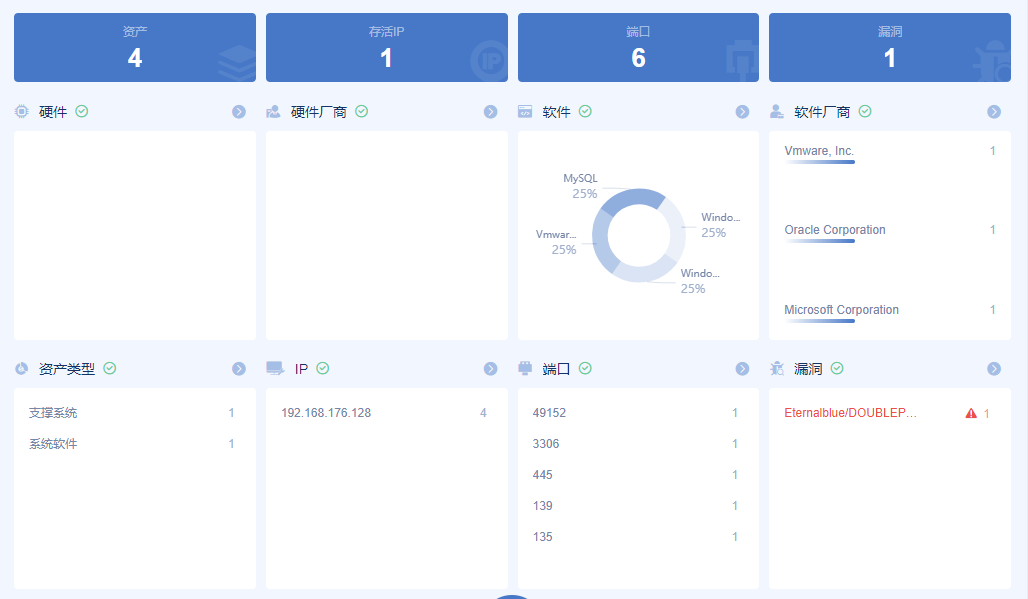 资产
4
存活IP
1
端口
6
漏洞
1
硬件
硬件厂商
软件
软件厂商
MySQL
25%
Windo...
25%
Vmwar...
25%
Windo...
25%
Vmware, Inc. 1
Oracle Corporation 1
Microsoft Corporation 1
资产类型
IP
端口
漏洞
支撑系统 1
系统软件 1
192.168.176.128 4
49152 1
3306 1
445 1
139 1
135 1
Eternalblue/DOUBLEP... 1